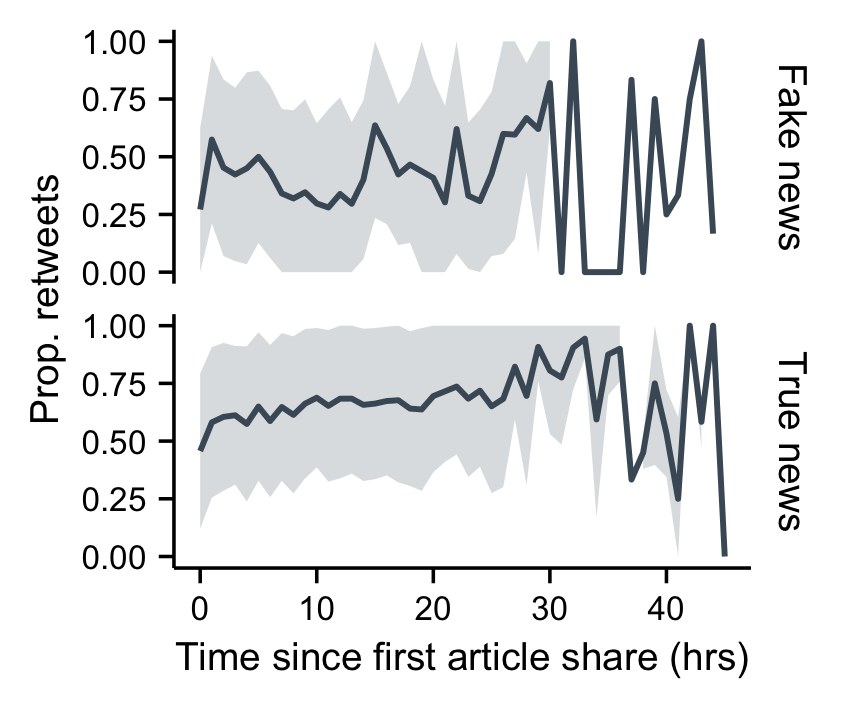 Prop. retweets
1.00
0.75
0.50
0.25
0.00
Fake news
1.00
0.75
0.50
0.25
0.00
True news
0 10 20 30 40
Time since first article share (hrs)